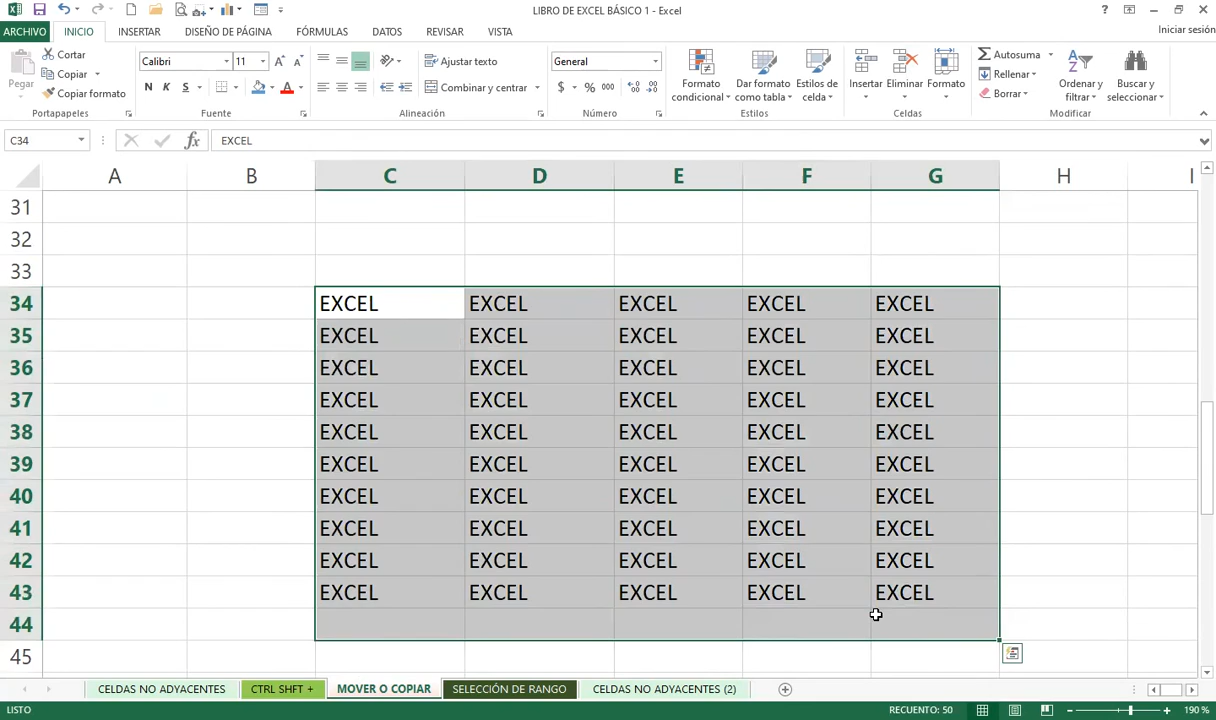 LIBRO DE EXCEL BÁSICO 1 - Excel
ARCHIVO INICIO INSERTAR DISEÑO DE PÁGINA FÓRMULAS DATOS REVISAR VISTA Iniciar sesión
Pegar Cortar Copiar Copiar formato Portapapeles
Calibri 11 N K S Fuente
Ajustar texto Combinar y centrar Alineación
General $ % 000 Número
Formato condicional Dar formato como tabla Estilos de celda Estilos
Insertar Eliminar Formato Celdas
Autosuma Rellenar Borrar Ordenar y filtrar Buscar y seleccionar Modificar
C34 fx EXCEL
A B C D E F G H I
31
32
33
34 EXCEL EXCEL EXCEL EXCEL EXCEL
35 EXCEL EXCEL EXCEL EXCEL EXCEL
36 EXCEL EXCEL EXCEL EXCEL EXCEL
37 EXCEL EXCEL EXCEL EXCEL EXCEL
38 EXCEL EXCEL EXCEL EXCEL EXCEL
39 EXCEL EXCEL EXCEL EXCEL EXCEL
40 EXCEL EXCEL EXCEL EXCEL EXCEL
41 EXCEL EXCEL EXCEL EXCEL EXCEL
42 EXCEL EXCEL EXCEL EXCEL EXCEL
43 EXCEL EXCEL EXCEL EXCEL EXCEL
44
45
CELDAS NO ADYACENTES CTRL SHFT + MOVER O COPIAR SELECCIÓN DE RANGO CELDAS NO ADYACENTES (2)
LISTO RECUENTO: 50 190 %